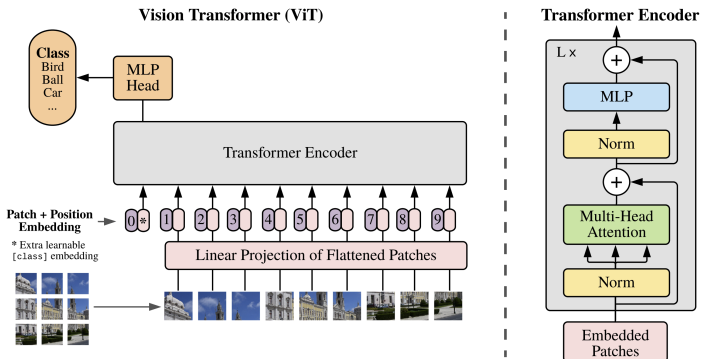 Vision Transformer (ViT)
Transformer Encoder
Class
Bird
Ball
Car
...
MLP
Head
Transformer Encoder
Patch + Position
Embedding
* Extra learnable
[class] embedding
0 * 1 2 3 4 5 6 7 8 9
Linear Projection of Flattened Patches
L ×
+
MLP
Norm
+
Multi-Head
Attention
Norm
Embedded
Patches